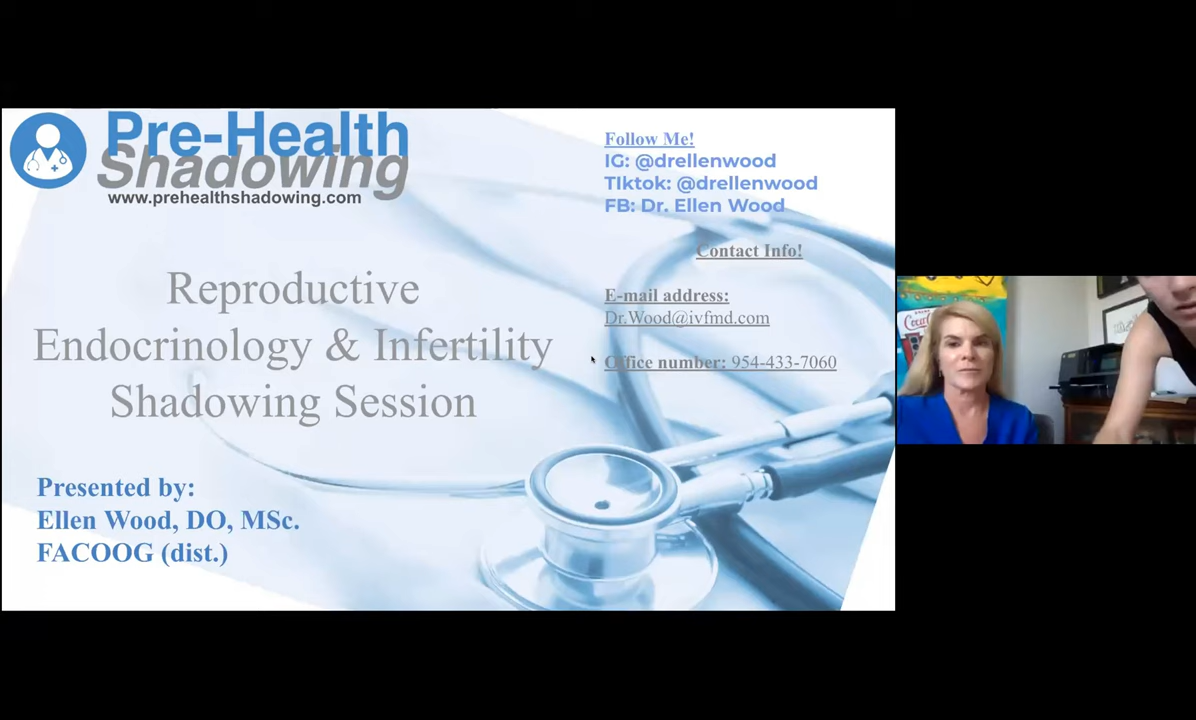 Pre-Health
Shadowing
www.prehealthshadowing.com
Reproductive
Endocrinology & Infertility
Shadowing Session
Presented by:
Ellen Wood, DO, MSc.
FACOOG (dist.)
Follow Me!
IG: @drellenwood
TIktok: @drellenwood
FB: Dr. Ellen Wood
Contact Info!
E-mail address:
Dr.Wood@ivfmd.com
Office number: 954-433-7060